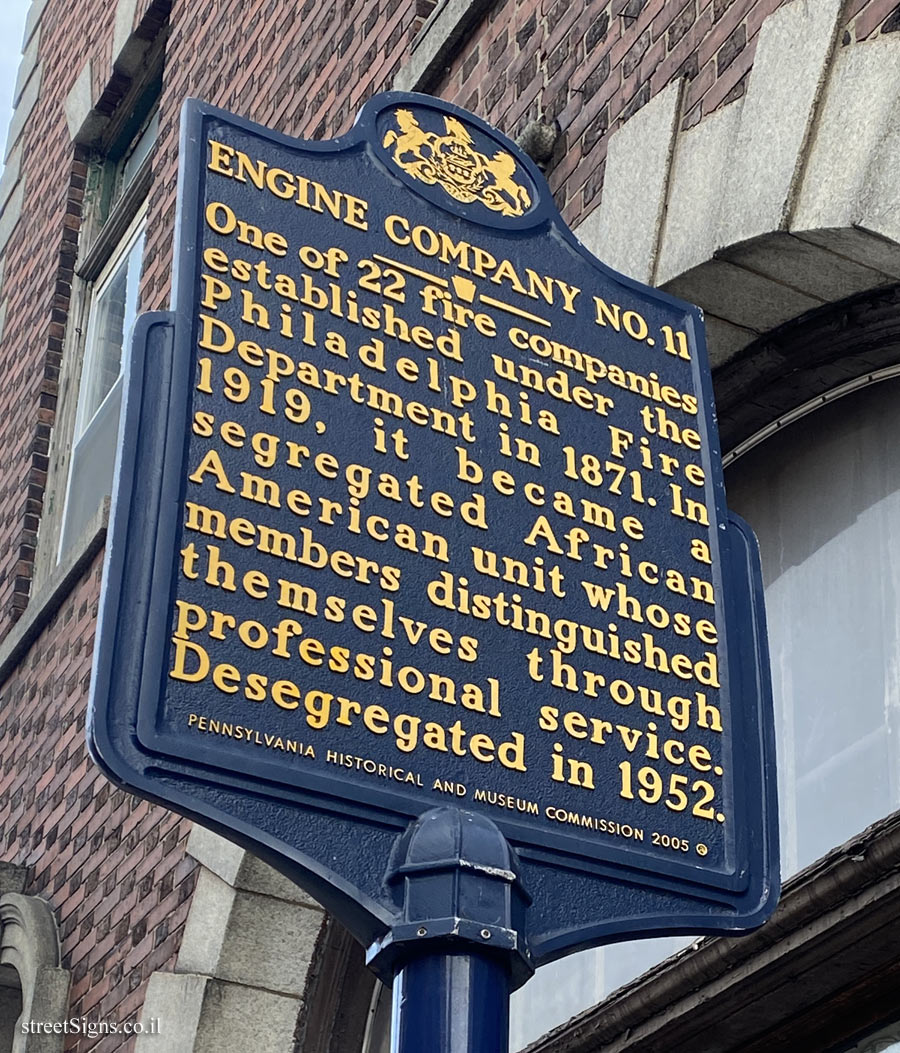 ENGINE COMPANY NO. 11
One of 22 fire companies
established under the
Philadelphia Fire
Department in 1871. In
1919, it became a
segregated African
American unit whose
members distinguished
themselves through
professional service.
Desegregated in 1952.
PENNSYLVANIA HISTORICAL AND MUSEUM COMMISSION 2005
streetSigns.co.il